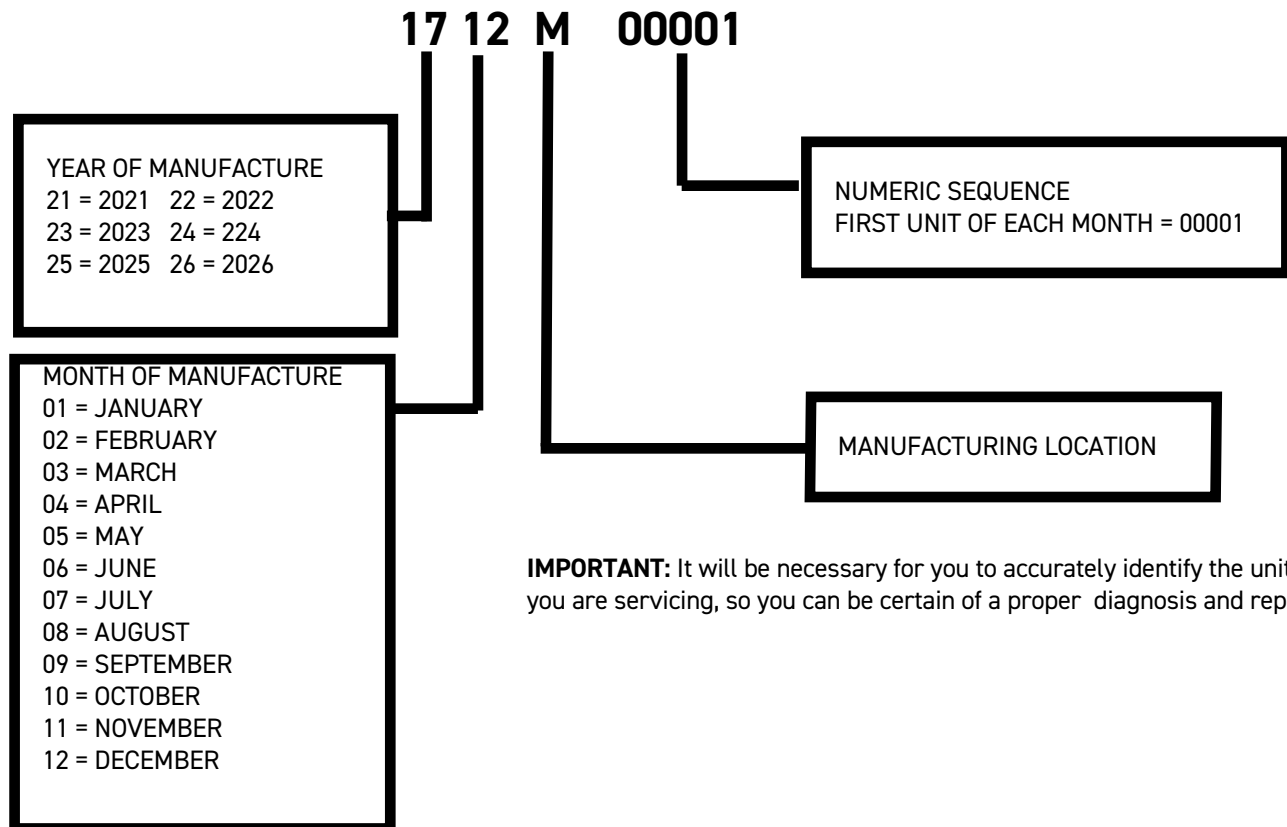 17 12 M 00001
YEAR OF MANUFACTURE
21 = 2021 22 = 2022
23 = 2023 24 = 224
25 = 2025 26 = 2026
NUMERIC SEQUENCE
FIRST UNIT OF EACH MONTH = 00001
MONTH OF MANUFACTURE
01 = JANUARY
02 = FEBRUARY
03 = MARCH
04 = APRIL
05 = MAY
06 = JUNE
07 = JULY
08 = AUGUST
09 = SEPTEMBER
10 = OCTOBER
11 = NOVEMBER
12 = DECEMBER
MANUFACTURING LOCATION
IMPORTANT: It will be necessary for you to accurately identify the unit
you are servicing, so you can be certain of a proper diagnosis and rep